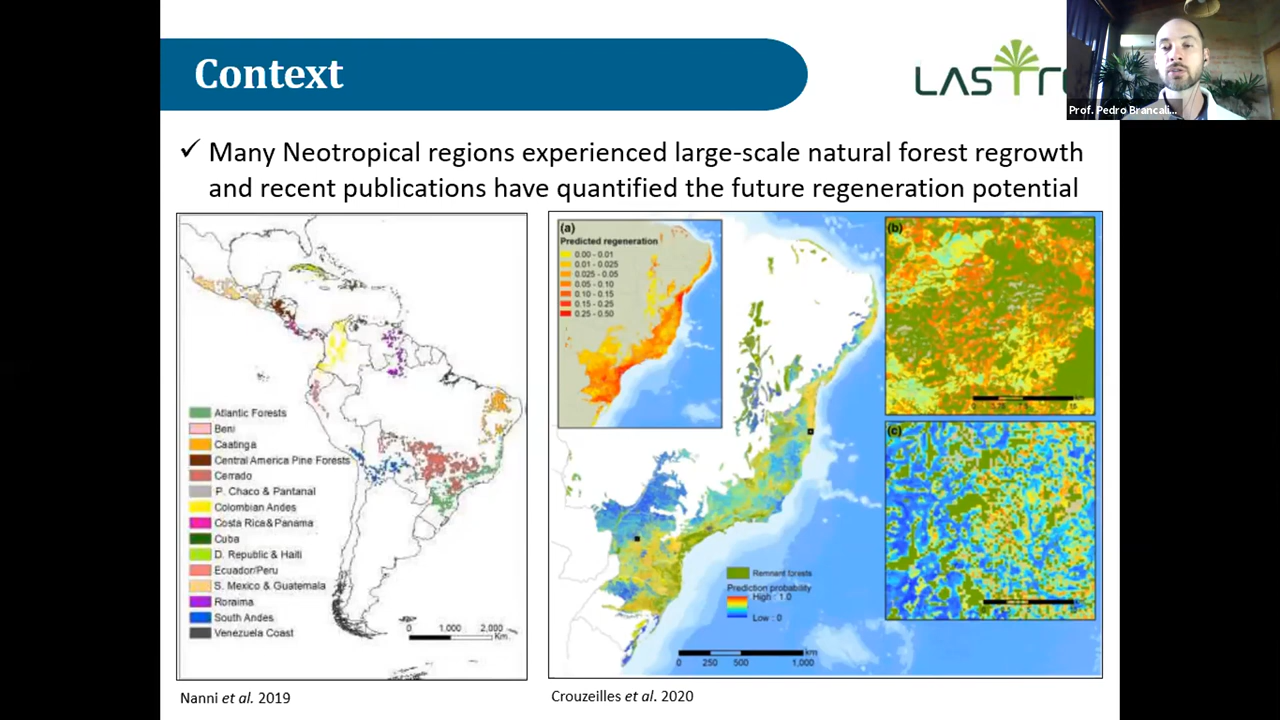 Context
LASTR
Prof. Pedro Brancali...
✓ Many Neotropical regions experienced large-scale natural forest regrowth
and recent publications have quantified the future regeneration potential
Atlantic Forests
Beni
Caatinga
Central America Pine Forests
Cerrado
P. Chaco & Pantanal
Colombian Andes
Costa Rica & Panama
Cuba
D. Republic & Haiti
Ecuador/Peru
S. Mexico & Guatemala
Roraima
South Andes
Venezuela Coast
0 1,000 2,000
Km
Nanni et al. 2019
(a)
Predicted regeneration
0.00 - 0.01
0.01 - 0.025
0.025 - 0.05
0.05 - 0.10
0.10 - 0.15
0.15 - 0.25
0.25 - 0.50
Remnant forests
Prediction probability
High : 1.0
Low : 0
km
0 250 500 1,000
(b)
(c)
Crouzeilles et al. 2020